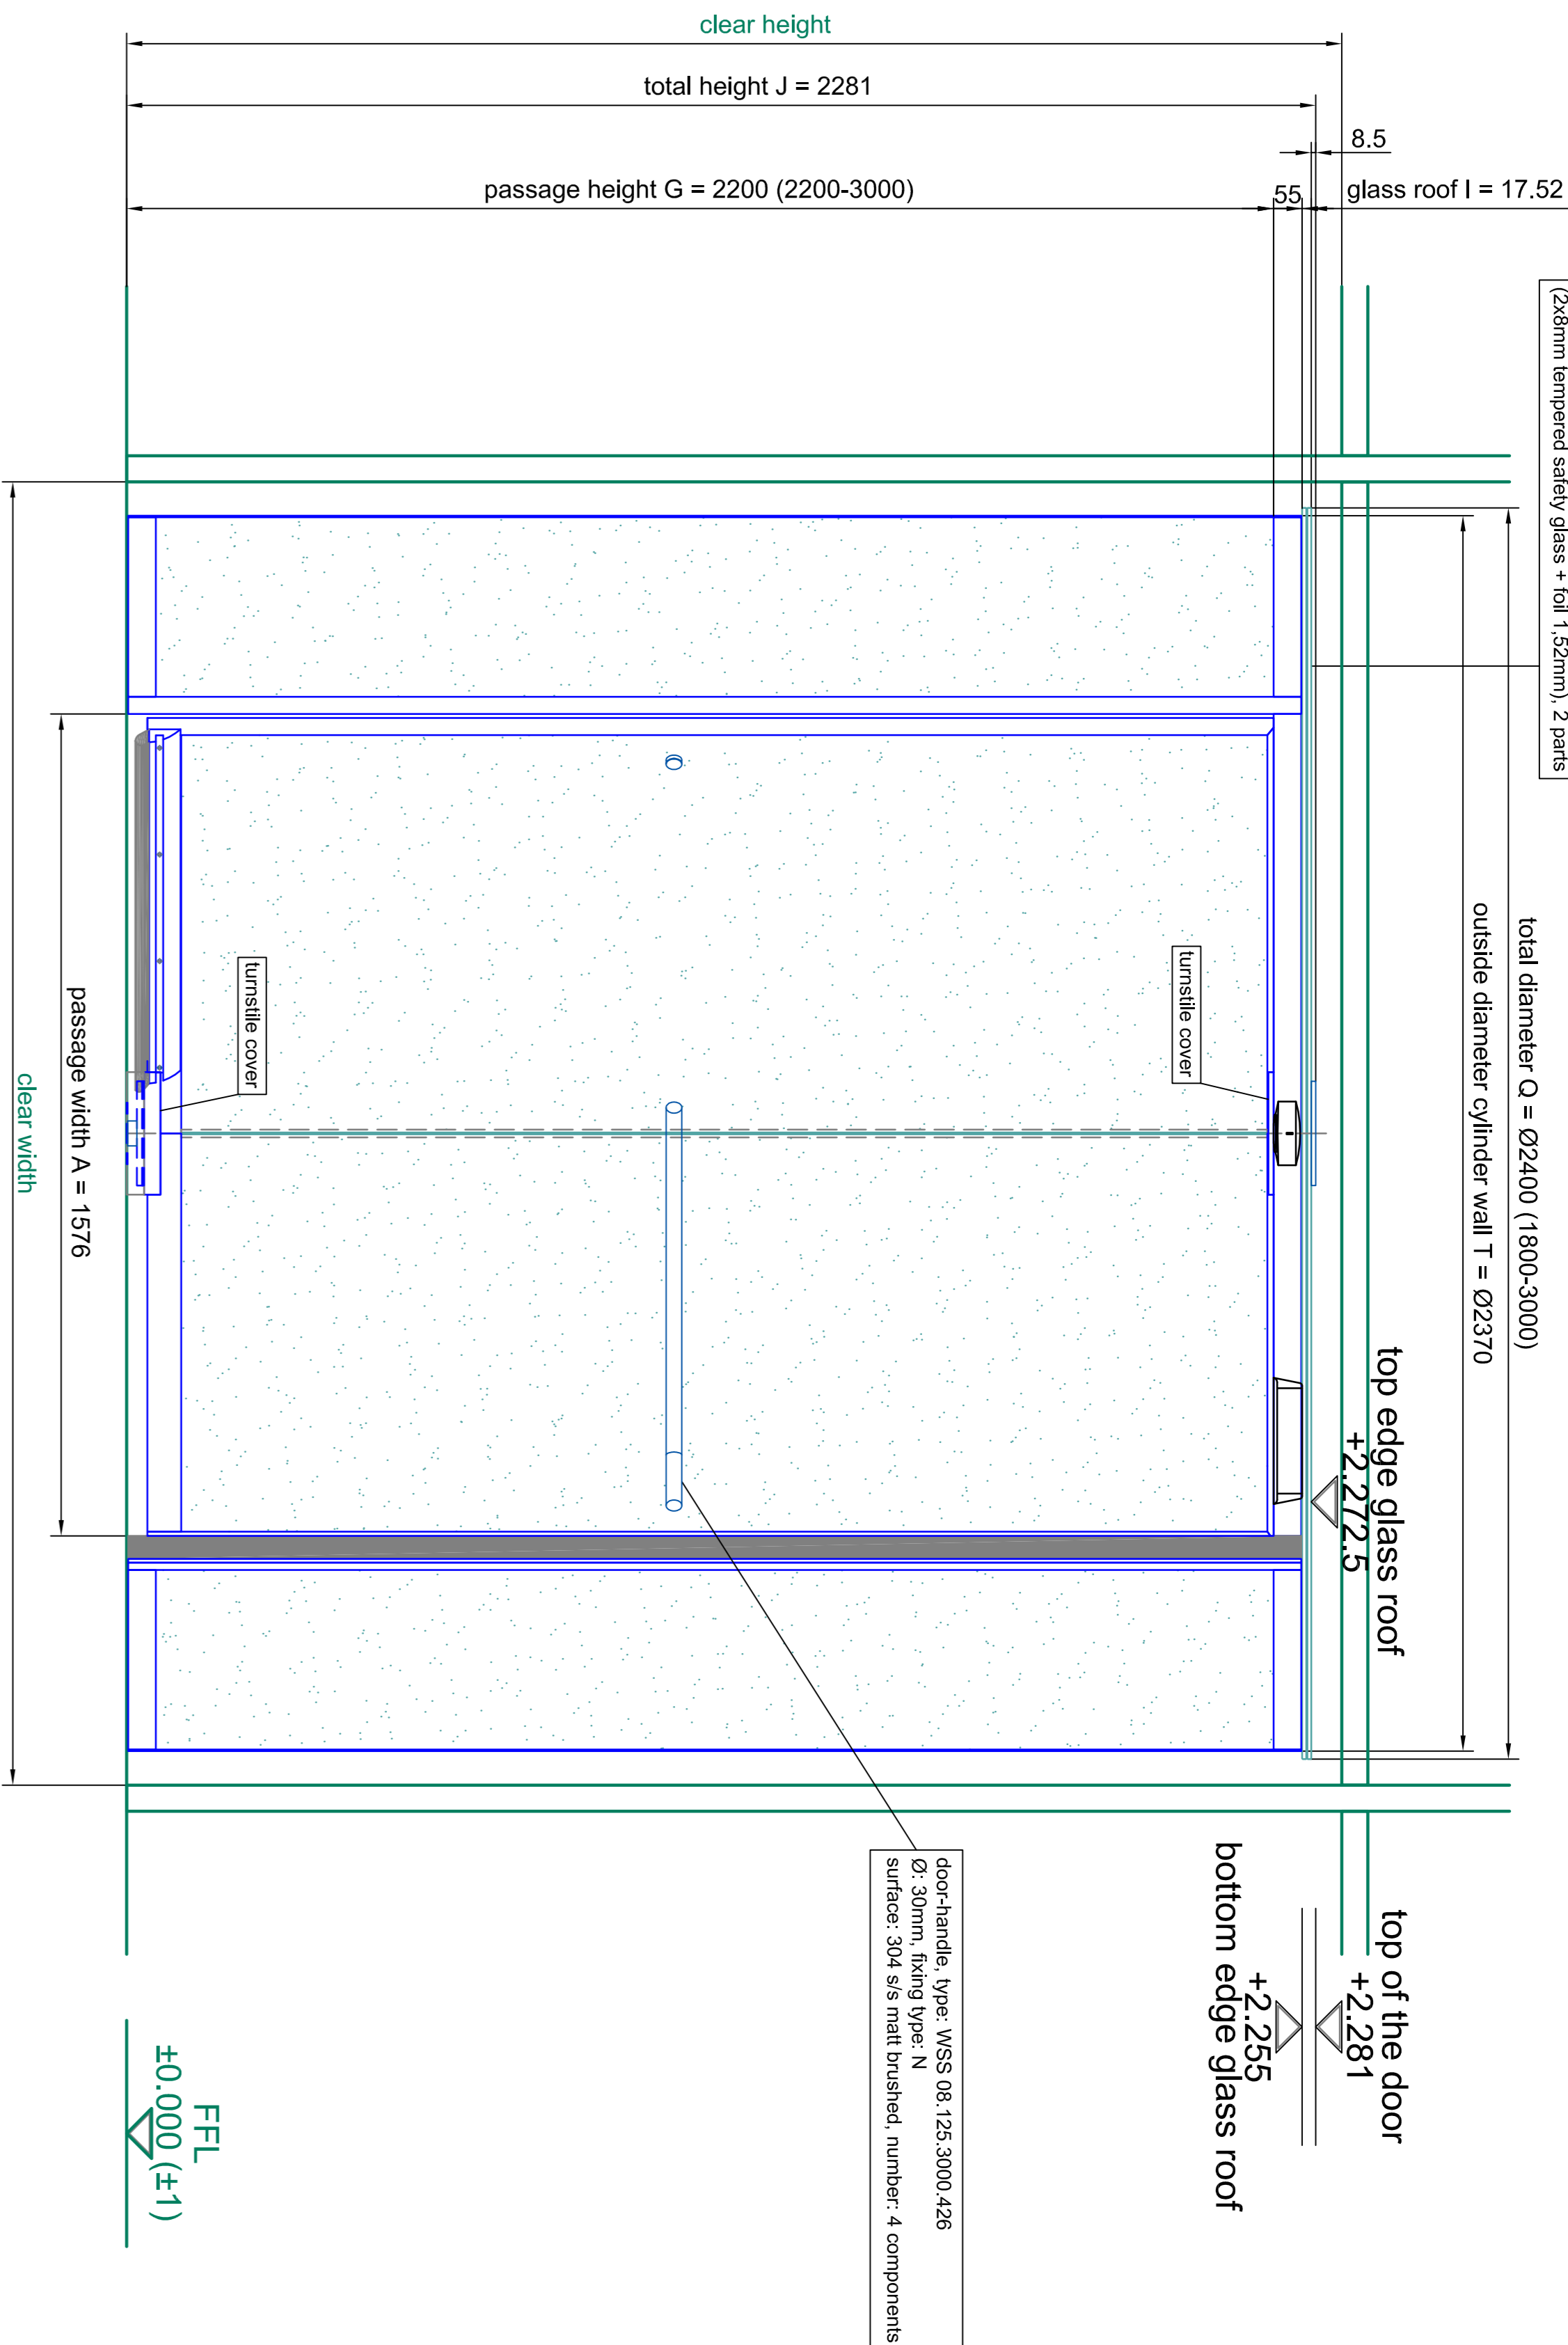 clear height
total height J = 2281
8.5
passage height G = 2200 (2200-3000)
55
glass roof I = 17.52
(2x8mm tempered safety glass + foil 1,52mm), 2 parts
total diameter Q = Ø2400 (1800-3000)
outside diameter cylinder wall T = Ø2370
top edge glass roof
+2.272.5
turnstile cover
turnstile cover
passage width A = 1576
clear width
top of the door
+2.281
+2.255
bottom edge glass roof
door-handle, type: WSS 08.125.3000.426
Ø: 30mm, fixing type: N
surface: 304 s/s matt brushed, number: 4 components
FFL
±0.000 (±1)